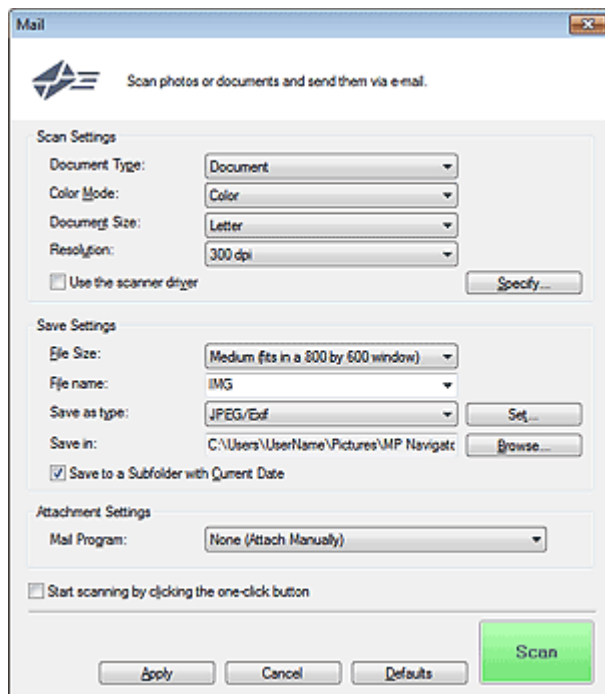 Mail
Scan photos or documents and send them via e-mail.
Scan Settings
Document Type: Document
Color Mode: Color
Document Size: Letter
Resolution: 300 dpi
Use the scanner driver Specify...
Save Settings
File Size: Medium (fits in a 800 by 600 window)
File name: IMG
Save as type: JPEG/Exif Set...
Save in: C:\Users\UserName\Pictures\MP Navigato Browse...
Save to a Subfolder with Current Date
Attachment Settings
Mail Program: None (Attach Manually)
Start scanning by clicking the one-click button
Scan
Apply Cancel Defaults